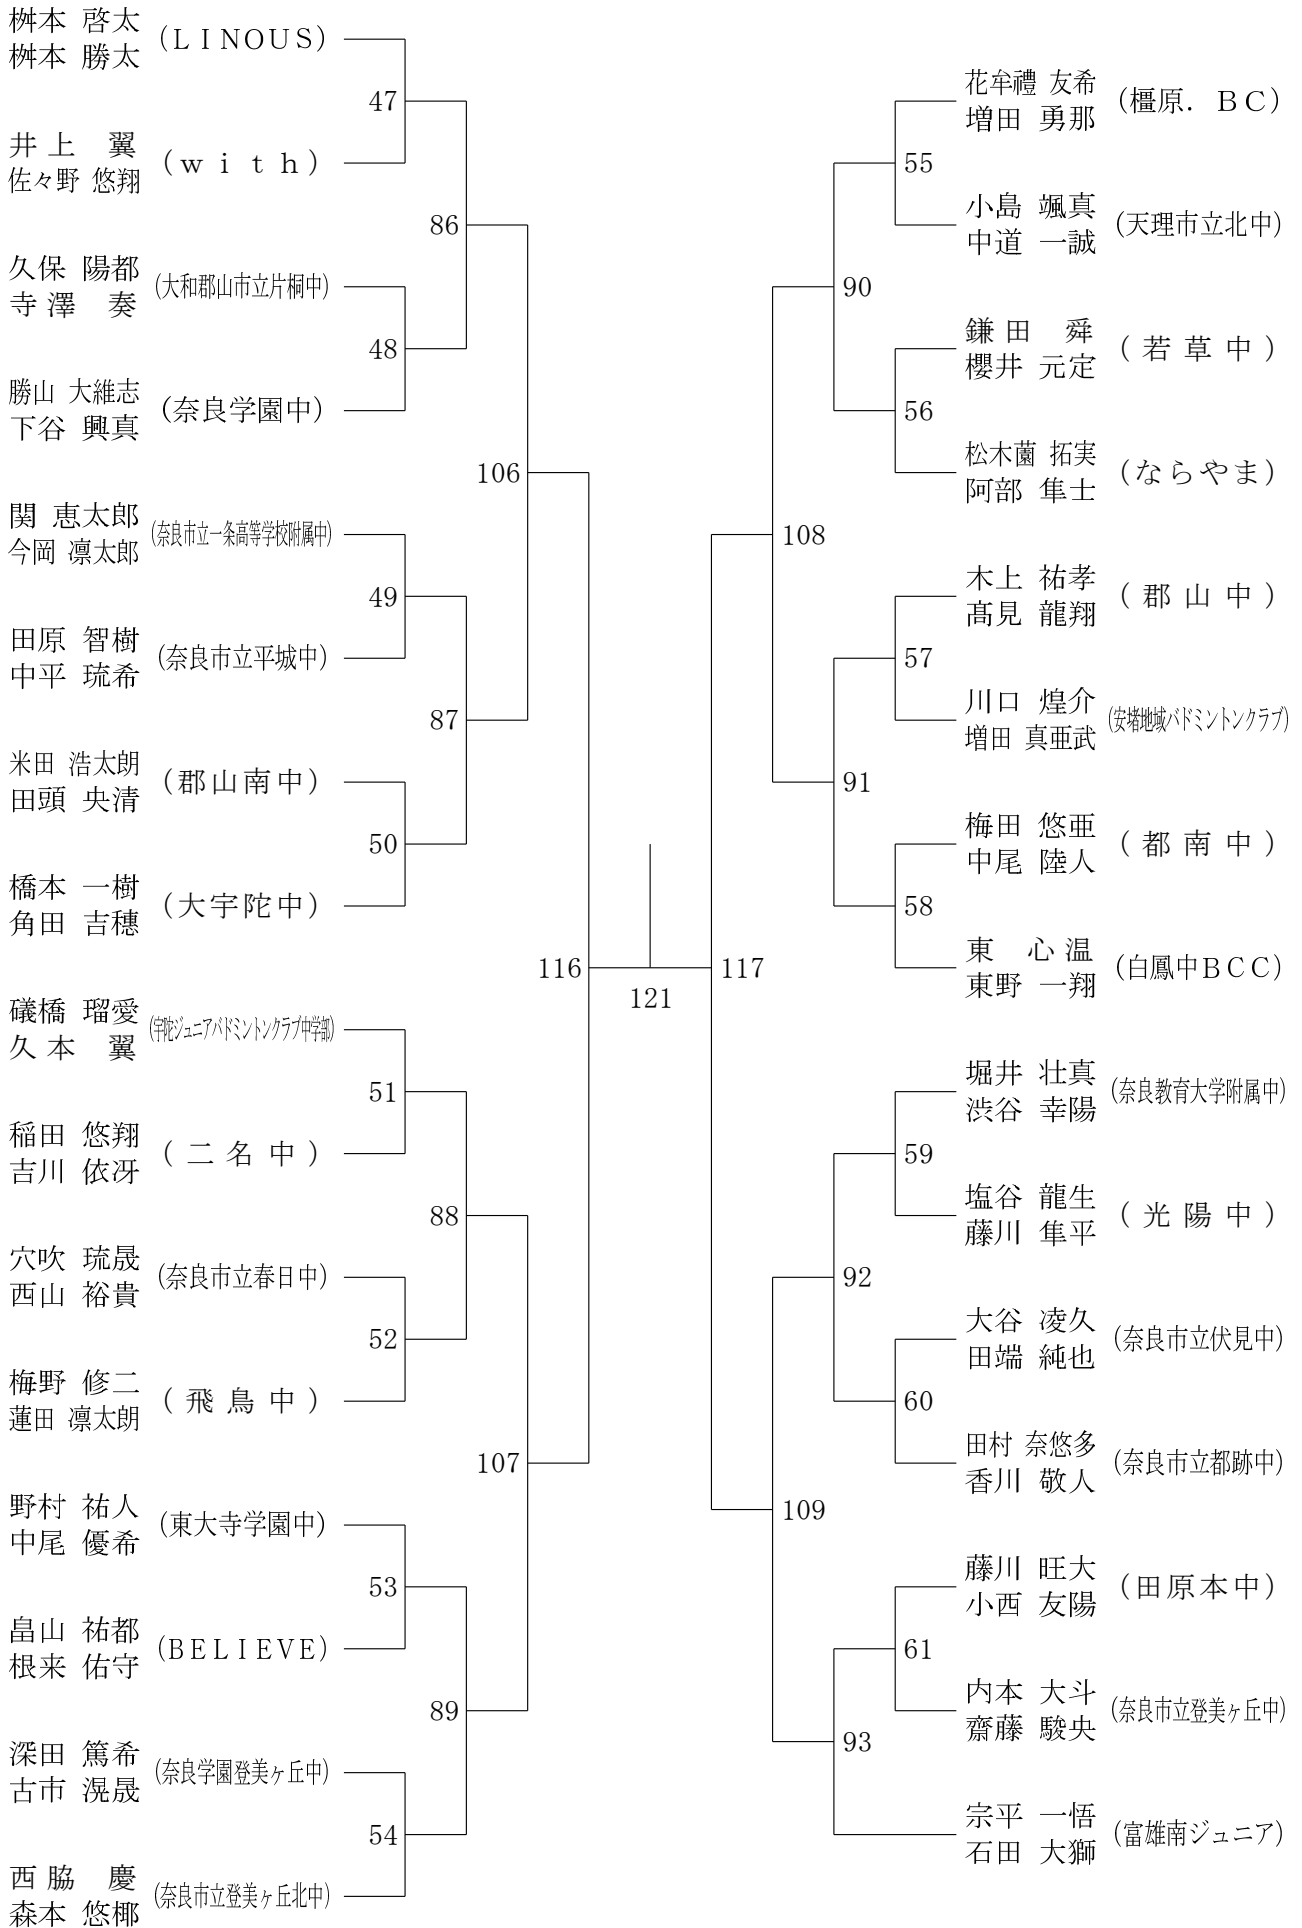 桝本 啓太
桝本 勝太
(ＬＩＮＯＵＳ)
47
井上 翼
佐々野 悠翔
(ｗｉｔｈ)
86
久保 陽都
寺澤 奏
(大和郡山市立片桐中)
48
勝山 大維志
下谷 興真
(奈良学園中)
106
関 恵太郎
今岡 凛太郎
(奈良市立一条高等学校附属中)
49
田原 智樹
中平 琉希
(奈良市立平城中)
87
米田 浩太朗
田頭 央清
(郡山南中)
50
橋本 一樹
角田 吉穗
(大宇陀中)
116
礒橋 瑠愛
久本 翼
(宇陀ジュニアバドミントンクラブ中学部)
51
稲田 悠翔
吉川 依冴
(二名中)
88
穴吹 琉晟
西山 裕貴
(奈良市立春日中)
52
梅野 修二
蓮田 凛太朗
(飛鳥中)
107
野村 祐人
中尾 優希
(東大寺学園中)
53
畠山 祐都
根来 佑守
(ＢＥＬＩＥＶＥ)
89
深田 篤希
古市 滉晟
(奈良学園登美ヶ丘中)
54
西脇 慶
森本 悠椰
(奈良市立登美ヶ丘北中)
121
花牟禮 友希
増田 勇那
(橿原．ＢＣ)
55
小島 颯真
中道 一誠
(天理市立北中)
90
鎌田 舜
櫻井 元定
(若草中)
56
松木薗 拓実
阿部 隼士
(ならやま)
108
木上 祐孝
髙見 龍翔
(郡山中)
57
川口 煌介
増田 真亜武
(安堵地域バドミントンクラブ)
91
梅田 悠亜
中尾 陸人
(都南中)
58
東 心温
東野 一翔
(白鳳中ＢＣＣ)
117
堀井 壮真
渋谷 幸陽
(奈良教育大学附属中)
59
塩谷 龍生
藤川 隼平
(光陽中)
92
大谷 凌久
田端 純也
(奈良市立伏見中)
60
田村 奈悠多
香川 敬人
(奈良市立都跡中)
109
藤川 旺大
小西 友陽
(田原本中)
61
内本 大斗
齋藤 駿央
(奈良市立登美ヶ丘中)
93
宗平 一悟
石田 大獅
(富雄南ジュニア)